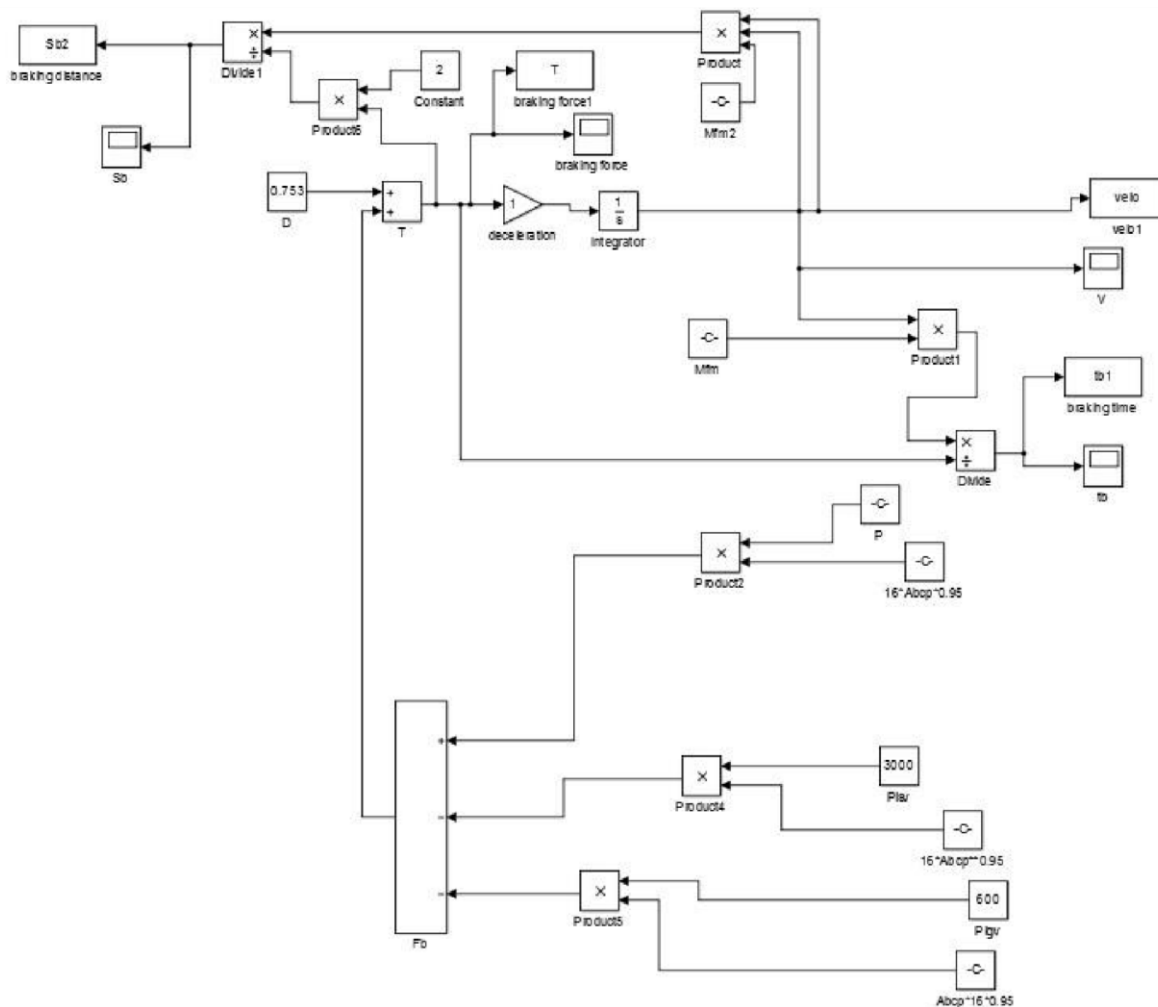 Sb2
braking distance
×
÷
Divide1
Sb
×
Product6
2
Constant
T
braking force1
braking force
×
Product
-C-
Mfm2
0.753
D
+
+
T
1
deceleration
1
s
Integrator
velo
velo1
V
-C-
Mfm
×
Product1
tb1
braking time
×
÷
Divide
tb
-C-
P
×
Product2
-C-
16*Abcp*0.95
+
-
-
Fb
×
Product4
3000
-C-
16*Abcp**0.95
×
Product5
600
-C-
Abcp*16*0.95